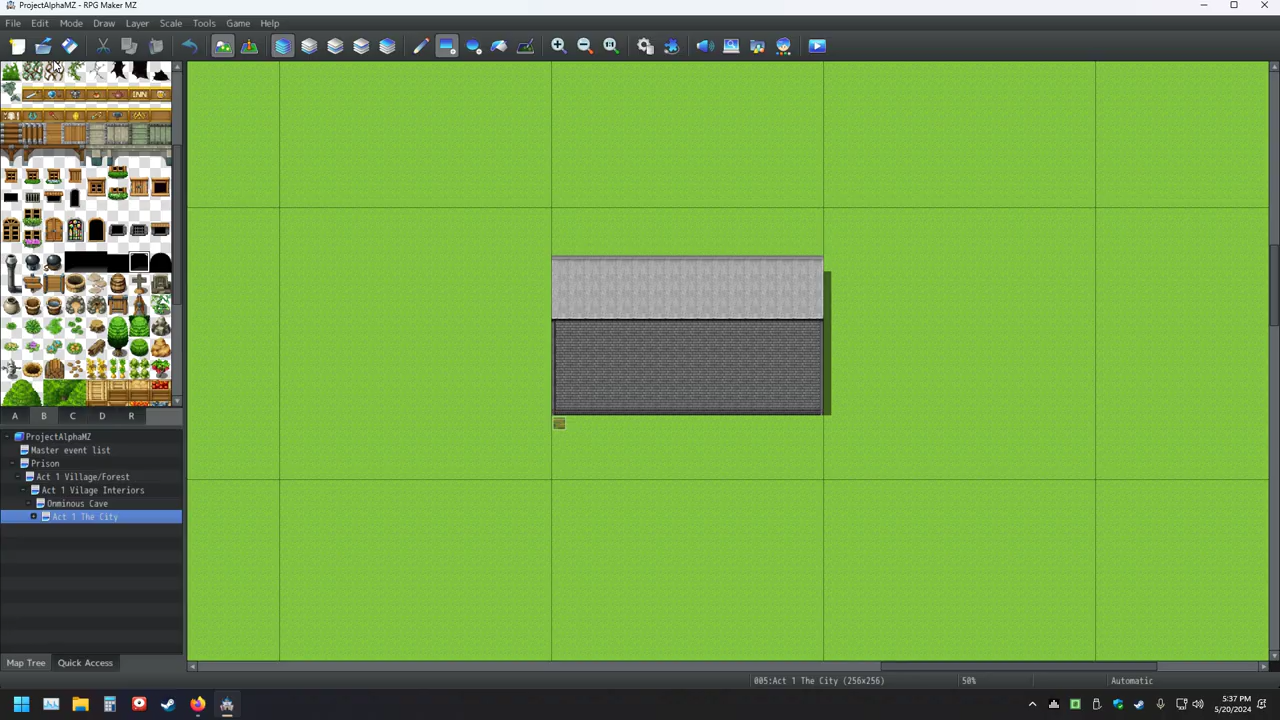 ProjectAlphaMZ - RPG Maker MZ
File Edit Mode Draw Layer Scale Tools Game Help
INN
A B C D R
ProjectAlphaMZ
Master event list
Prison
Act 1 Village/Forest
Act 1 Vilage Interiors
Onminous Cave
Act 1 The City
Map Tree Quick Access
005:Act 1 The City (256x256) 50% Automatic
5:37 PM
5/20/2024